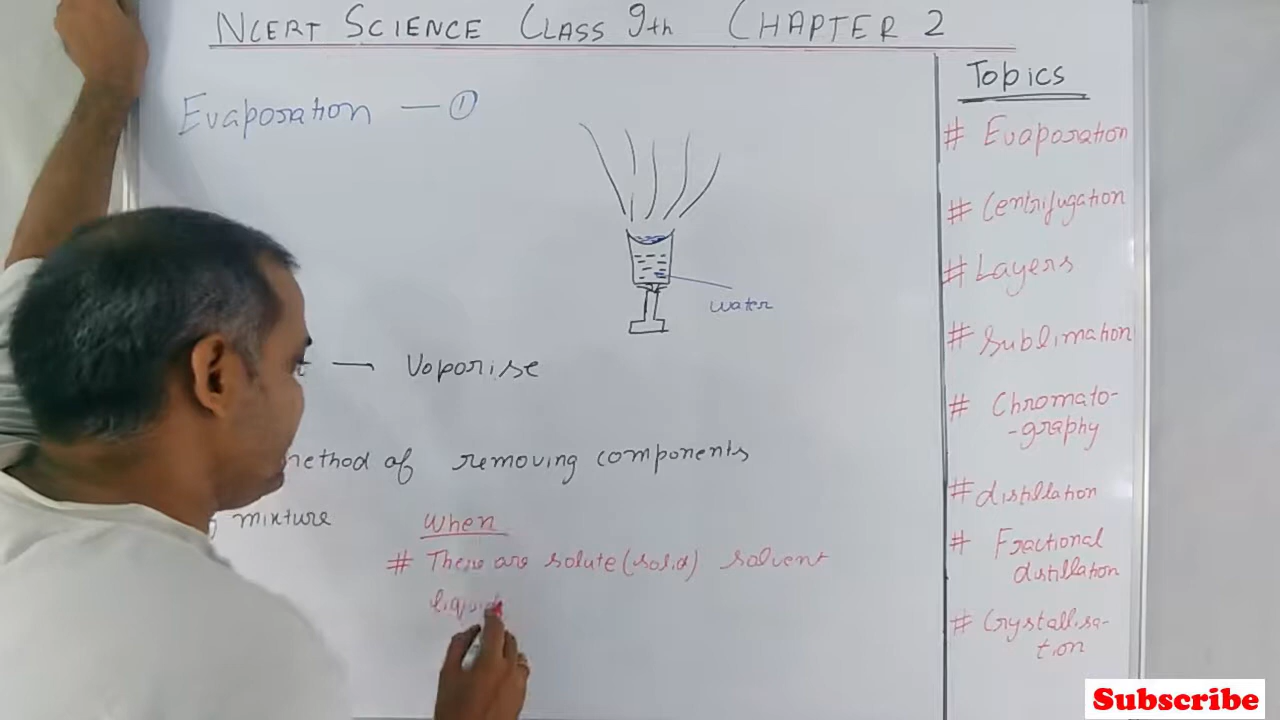 NCERT SCIENCE CLASS 9th CHAPTER 2
Evaporation — ①
water
— Voporise
method of removing components
mixture
When
# There are solute (solid) solvent
liquid
Topics
# Evaporation
# Centrifugation
# Layers
# Sublimation
# Chromato-
-graphy
# distillation
# Fractional
distillation
# Crystallisa-
tion
Subscribe